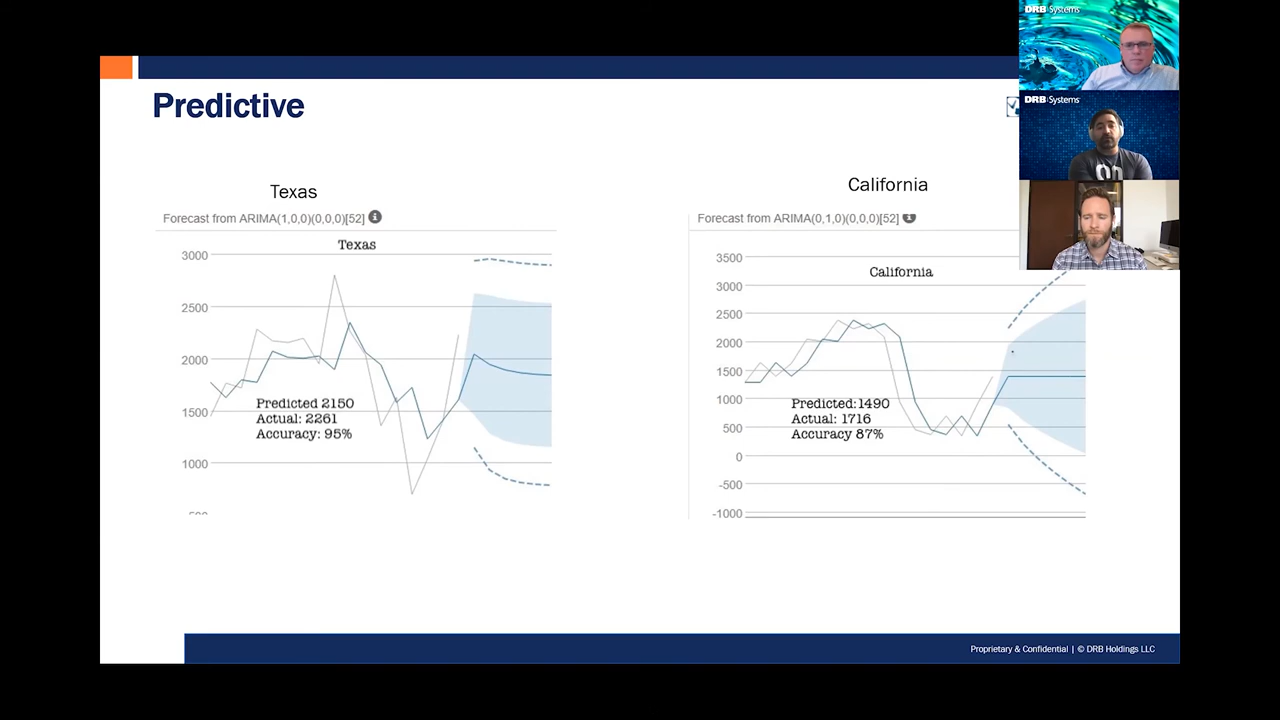 DRB Systems
DRB Systems
Predictive
Texas
Forecast from ARIMA(1,0,0)(0,0,0)[52]
Texas
3000
2500
2000
1500
1000
Predicted 2150
Actual: 2261
Accuracy: 95%
California
Forecast from ARIMA(0,1,0)(0,0,0)[52]
California
3500
3000
2500
2000
1500
1000
500
0
-500
-1000
Predicted:1490
Actual: 1716
Accuracy 87%
Proprietary & Confidential | © DRB Holdings LLC